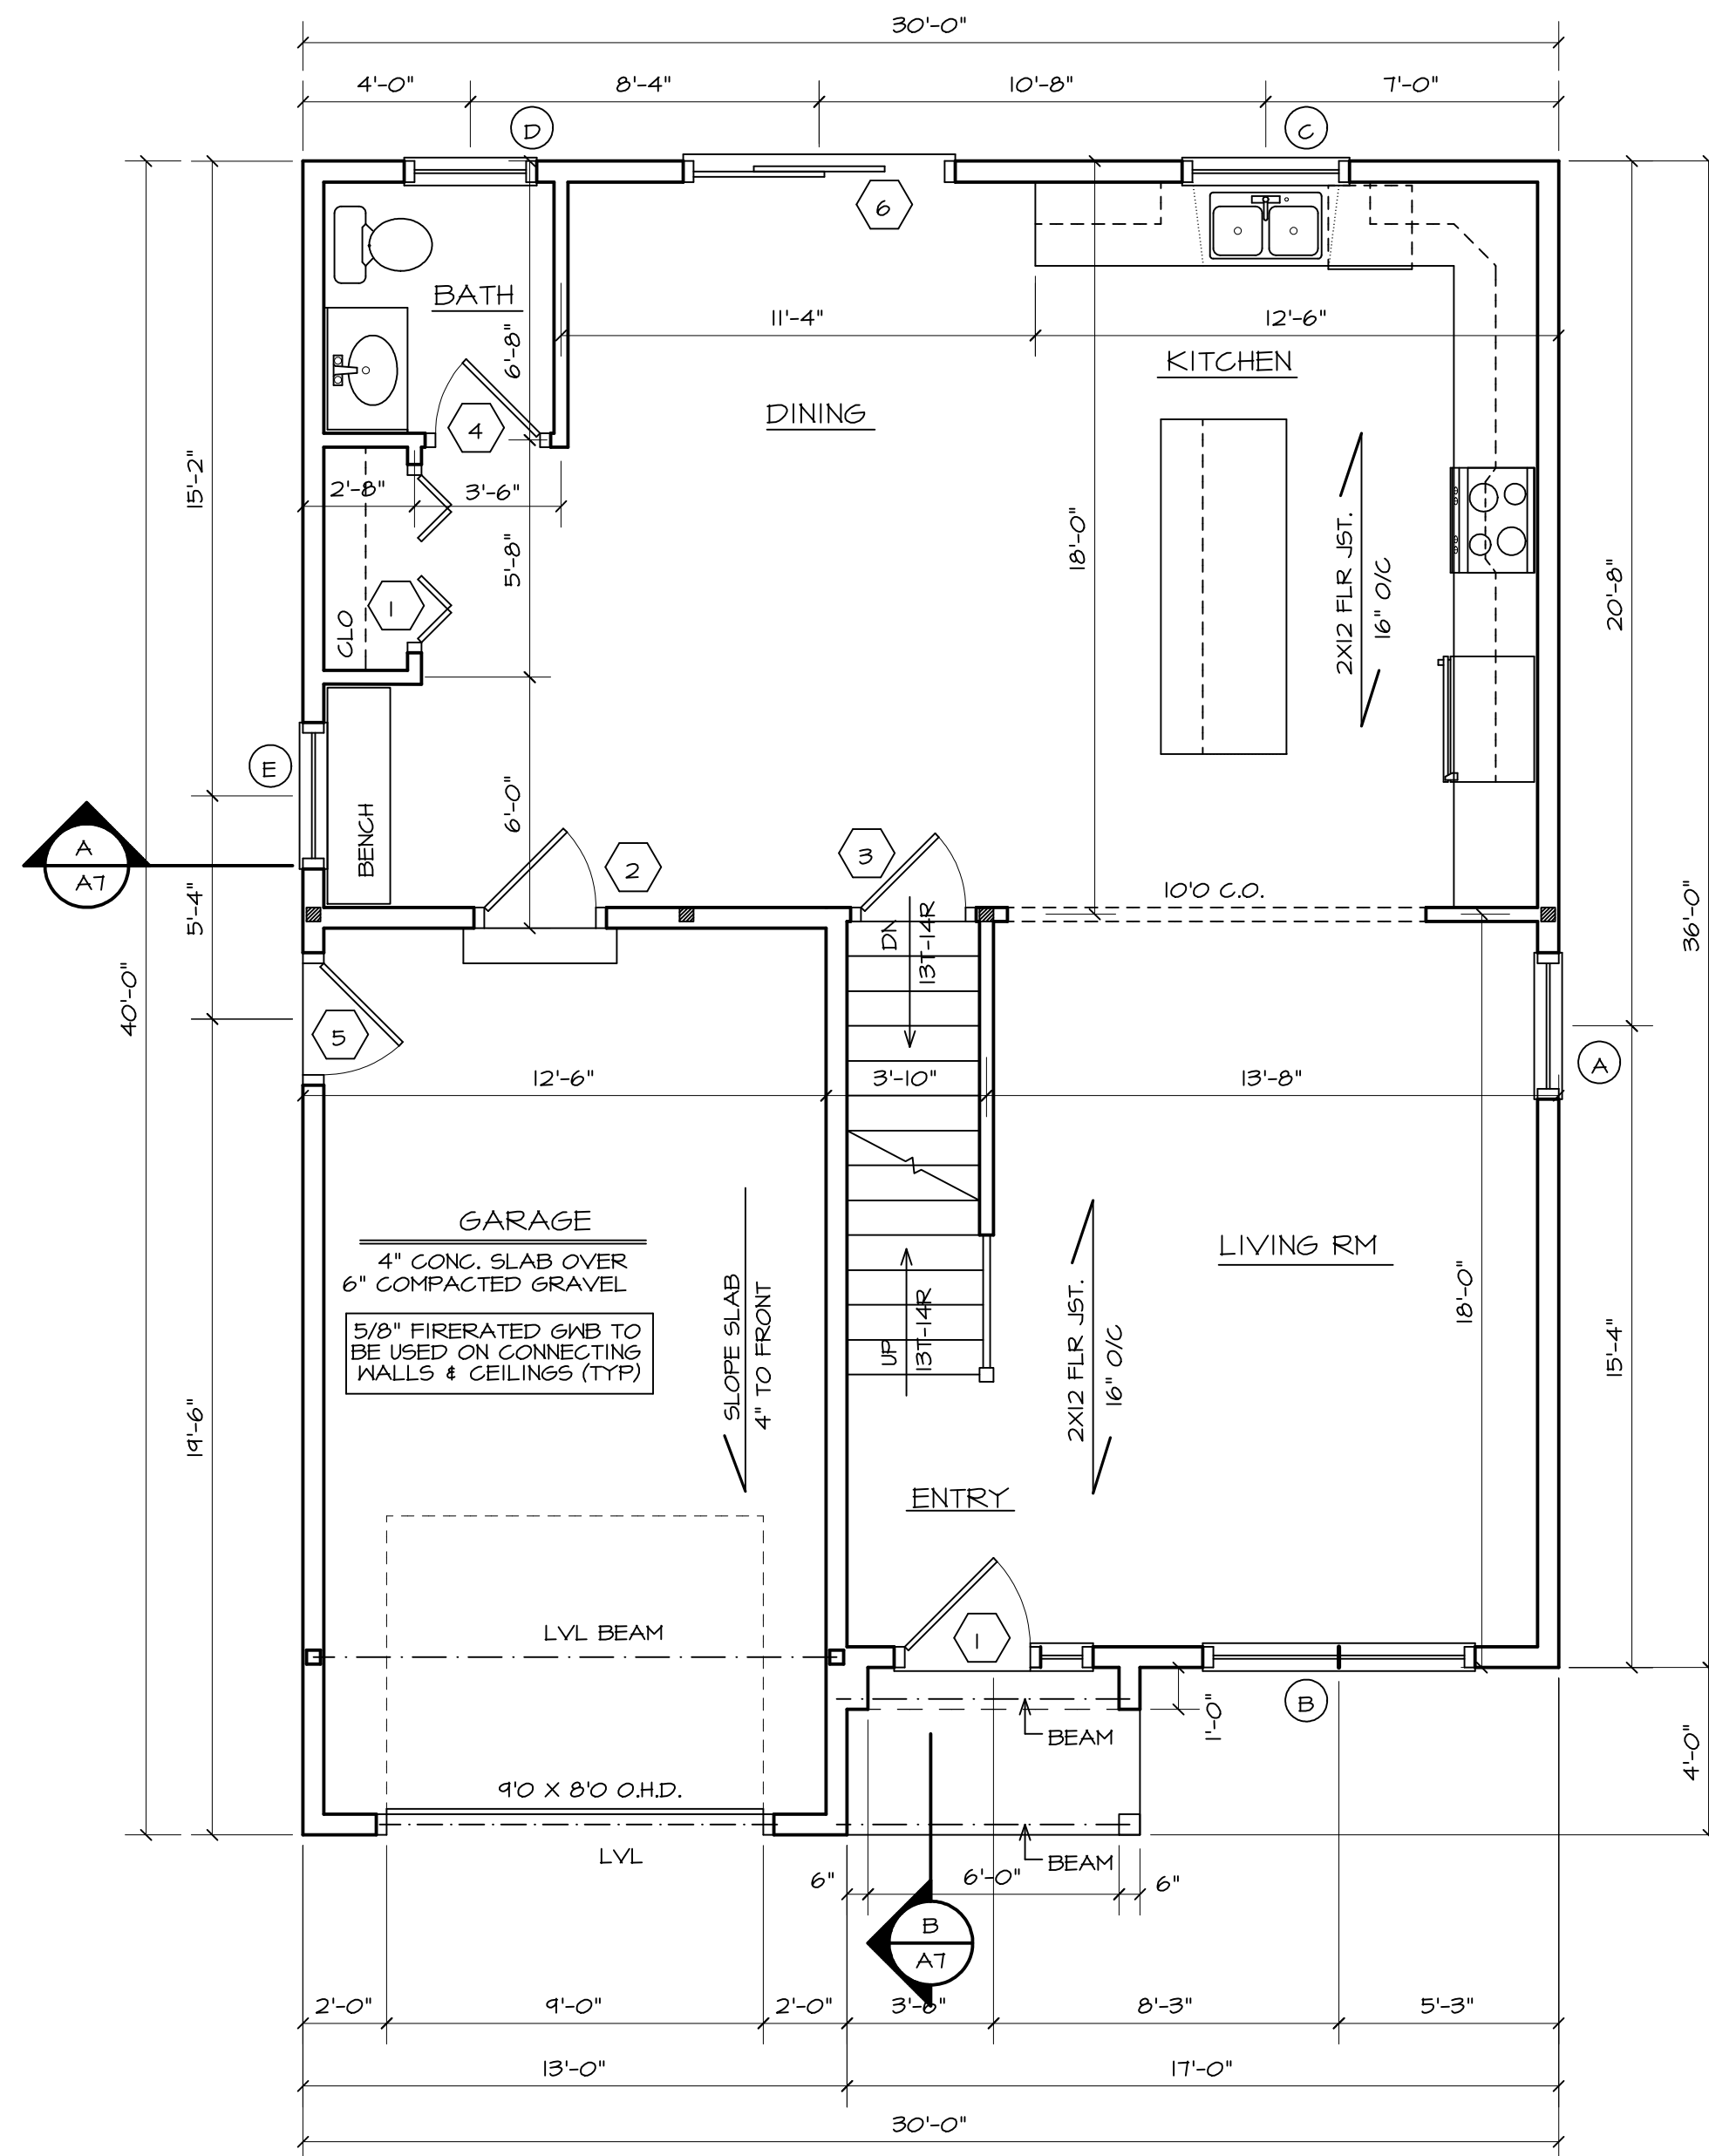 30'-0"
4'-0" 8'-4" 10'-8" 7'-0"
D C
6
BATH
11'-4" 12'-6"
6'-8"
KITCHEN
DINING
4
15'-2"
2'-8" 3'-6"
18'-0"
2X12 FLR JST.
16" O/C
5'-8"
20'-8"
CLO
1
E
6'-0"
BENCH
A
A7
2
3
10'0 C.O.
5'-4"
DN
13T-14R
36'-0"
40'-0"
5
A
12'-6" 3'-10" 13'-8"
GARAGE
4" CONC. SLAB OVER
6" COMPACTED GRAVEL
5/8" FIRERATED GWB TO
BE USED ON CONNECTING
WALLS & CEILINGS (TYP)
SLOPE SLAB
4" TO FRONT
UP
13T-14R
2X12 FLR JST.
16" O/C
LIVING RM
18'-0"
15'-4"
19'-6"
ENTRY
LVL BEAM
1
B
1'-0"
BEAM
4'-0"
9'0 X 8'0 O.H.D.
LVL
BEAM
6" 6'-0" 6"
B
A7
2'-0" 9'-0" 2'-0" 8'-3" 5'-3"
13'-0" 17'-0"
30'-0"